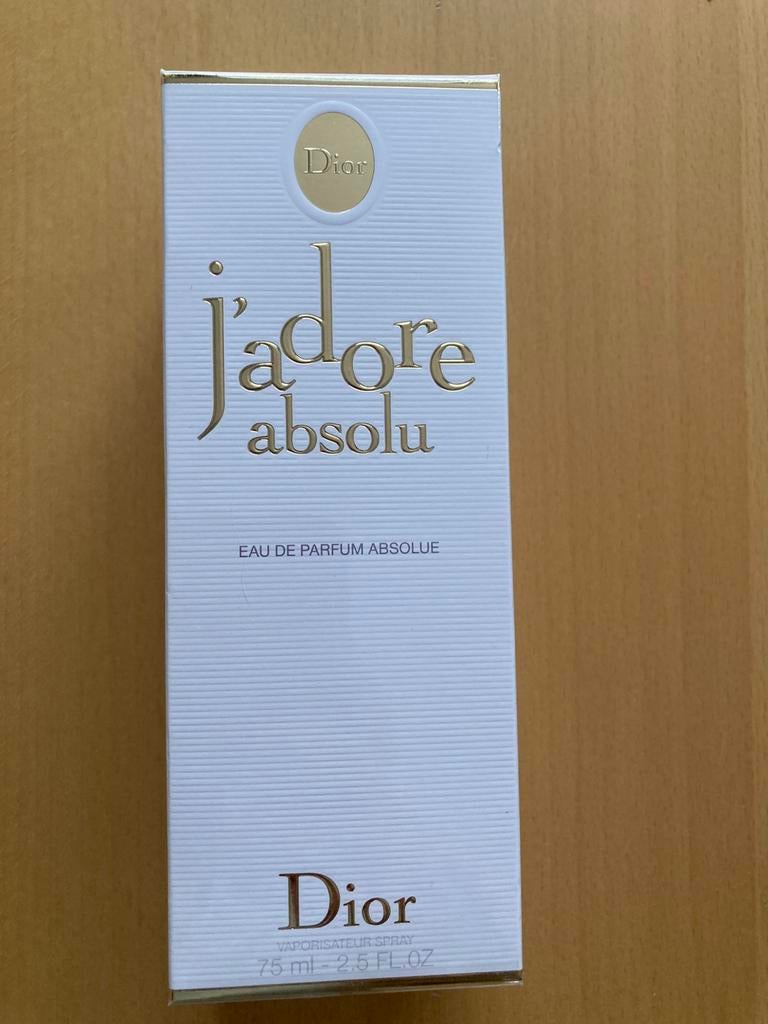 Dior
j'adore
absolu
EAU DE PARFUM ABSOLUE
Dior
VAPORISATEUR SPRAY
75 ml - 2.5 FL.OZ